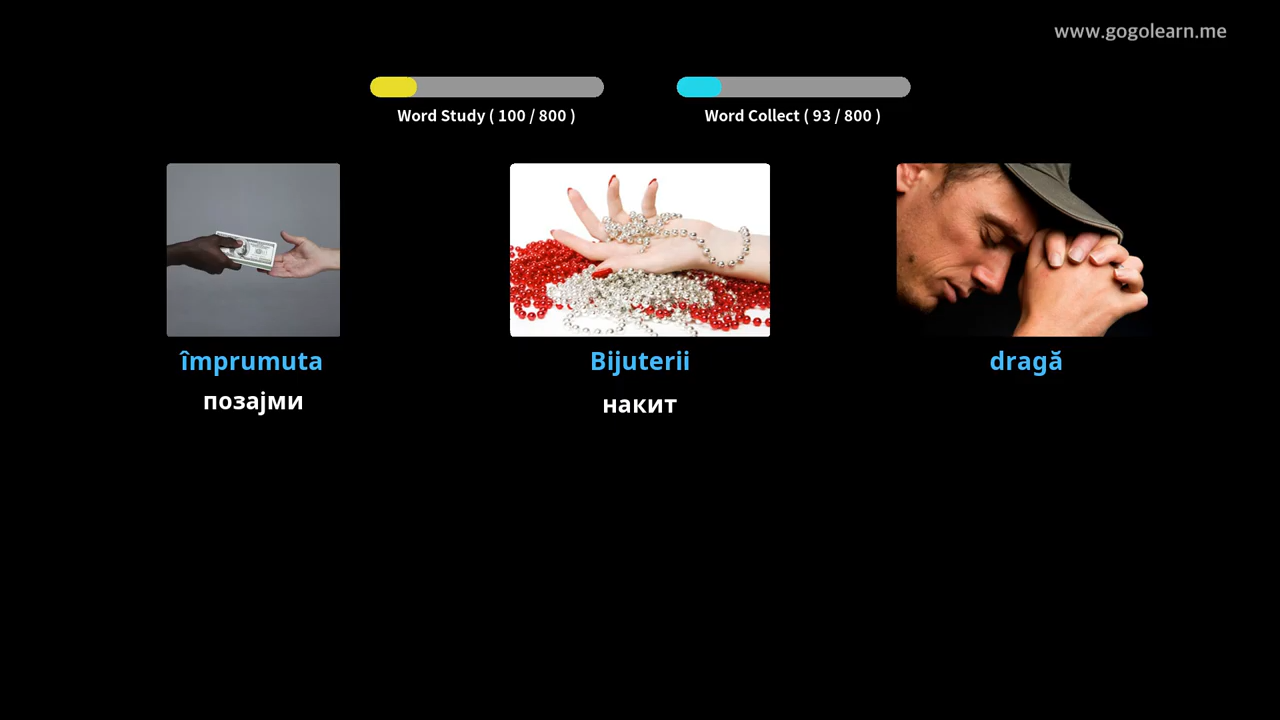 www.gogolearn.me
Word Study ( 100 / 800 )
Word Collect ( 93 / 800 )
împrumuta
Bijuterii
dragă
позајми
накит